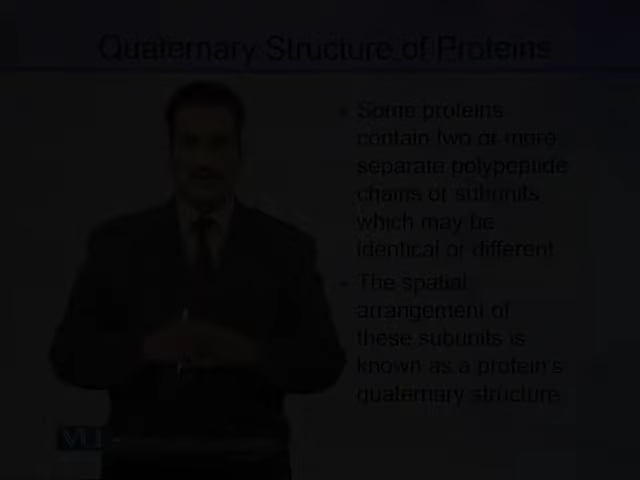 Quaternary Structure of Proteins
Some proteins
contain two or more
separate polypeptide
chains or subunits
which may be
identical or different
The spatial
arrangement of
these subunits is
known as a protein's
quaternary structure